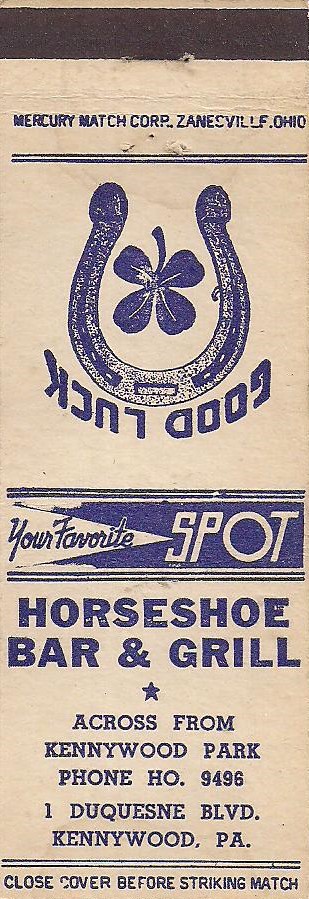 MERCURY MATCH CORP. ZANESVILLE, OHIO
GOOD LUCK
Your Favorite SPOT
HORSESHOE
BAR & GRILL
ACROSS FROM
KENNYWOOD PARK
PHONE HO. 9496
1 DUQUESNE BLVD.
KENNYWOOD, PA.
CLOSE COVER BEFORE STRIKING MATCH